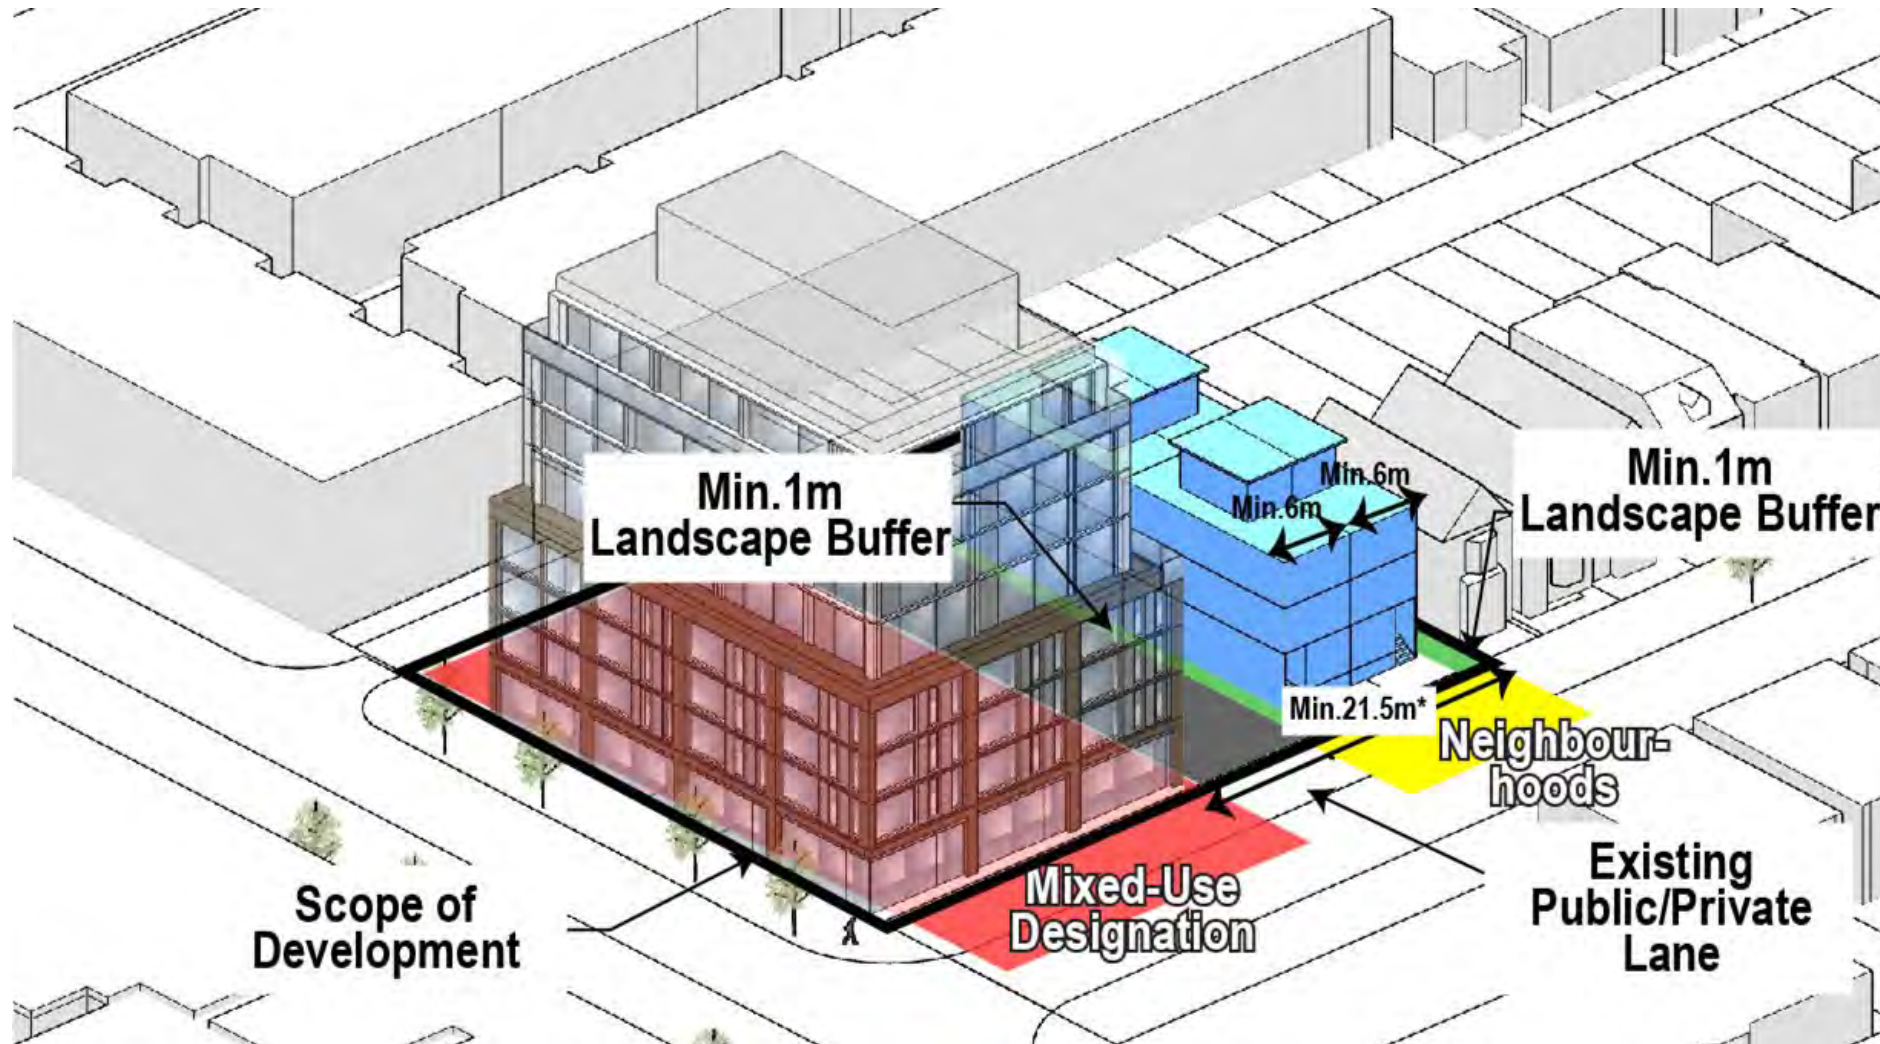 Min.1m
Landscape Buffer
Min.6m
Min.6m
Min.1m
Landscape Buffer
Min.21.5m*
Neighbour-
hoods
Mixed-Use
Designation
Scope of
Development
Existing
Public/Private
Lane